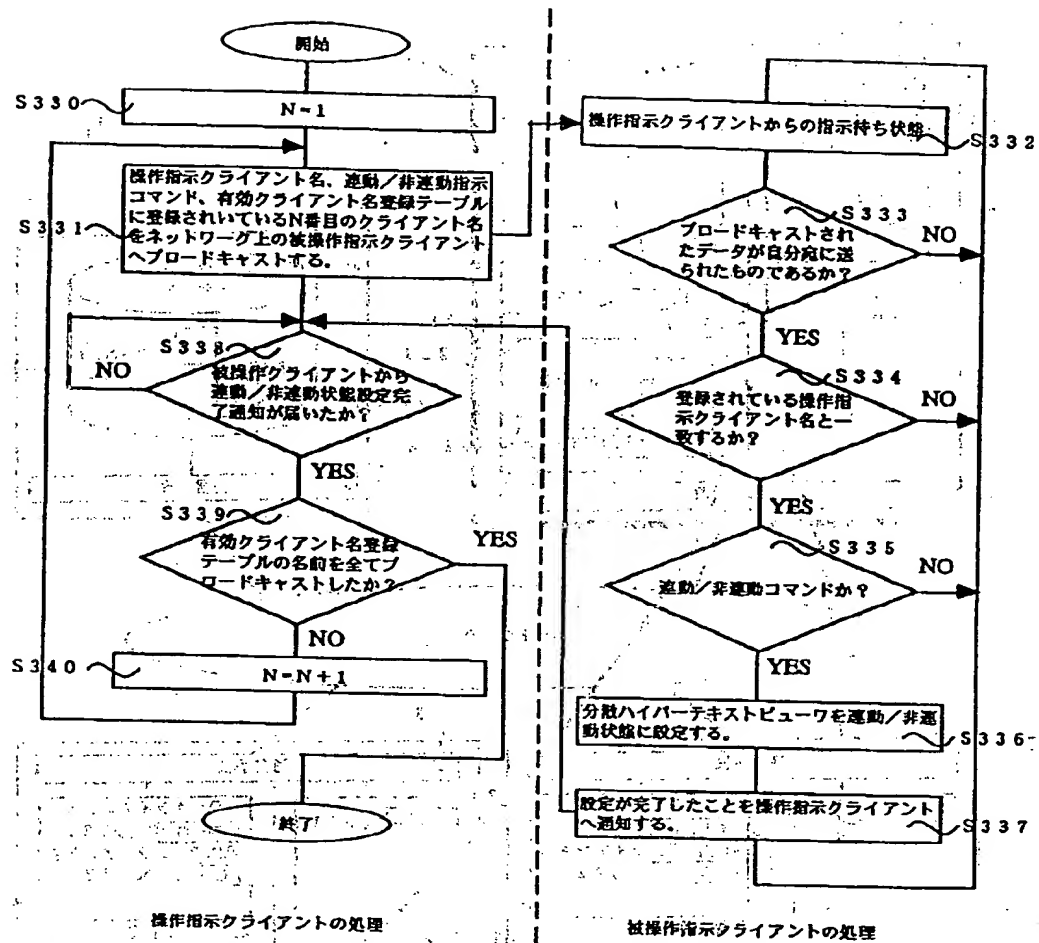 開始
S330
N=1
S331
操作指示クライアント名、連動／非連動指示
コマンド、有効クライアント名登録テーブル
に登録されいているN番目のクライアント名
をネットワーグ上の被操作指示クライアント
へブロードキャストする。
S338
NO
被操作クライアントから
連動／非連動状態設定完
了通知が届いたか？
YES
S339
有効クライアント名登録
テーブルの名前を全てブ
ロードキャストしたか？
YES
NO
S340
N=N+1
終了
操作指示クライアントの処理
操作指示クライアントからの指示待ち状態
S332
S333
ブロードキャストされ
たデータが自分宛に送
られたものであるか？
NO
YES
S334
登録されている操作指
示クライアント名と一
致するか？
NO
YES
S335
連動／非連動コマンドか？
NO
YES
分散ハイパーテキストビューワを連動／非連
動状態に設定する。
S336
設定が完了したことを操作指示クライアント
へ通知する。
S337
被操作指示クライアントの処理